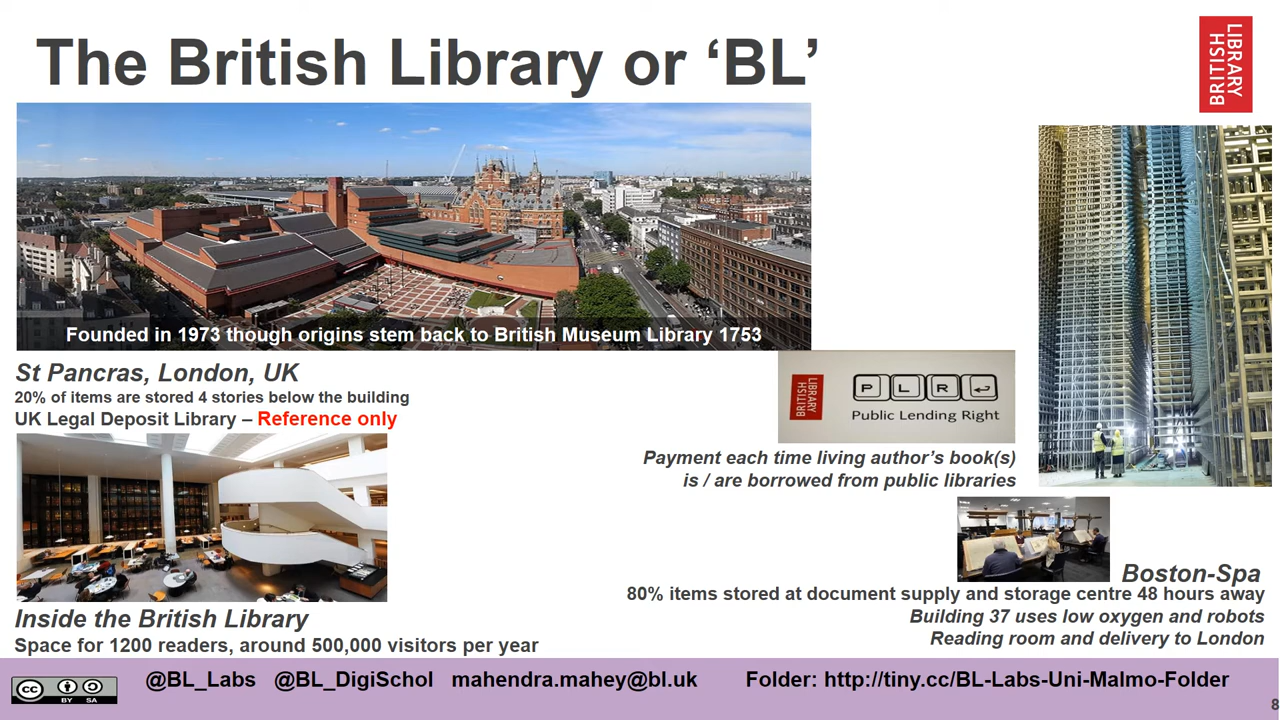 The British Library or ‘BL’
BRITISH
LIBRARY
Founded in 1973 though origins stem back to British Museum Library 1753
St Pancras, London, UK
20% of items are stored 4 stories below the building
UK Legal Deposit Library – Reference only
BRITISH
LIBRARY
P L R
Public Lending Right
Payment each time living author’s book(s)
is / are borrowed from public libraries
Inside the British Library
Space for 1200 readers, around 500,000 visitors per year
Boston-Spa
80% items stored at document supply and storage centre 48 hours away
Building 37 uses low oxygen and robots
Reading room and delivery to London
cc BY SA
@BL_Labs @BL_DigiSchol mahendra.mahey@bl.uk Folder: http://tiny.cc/BL-Labs-Uni-Malmo-Folder
8